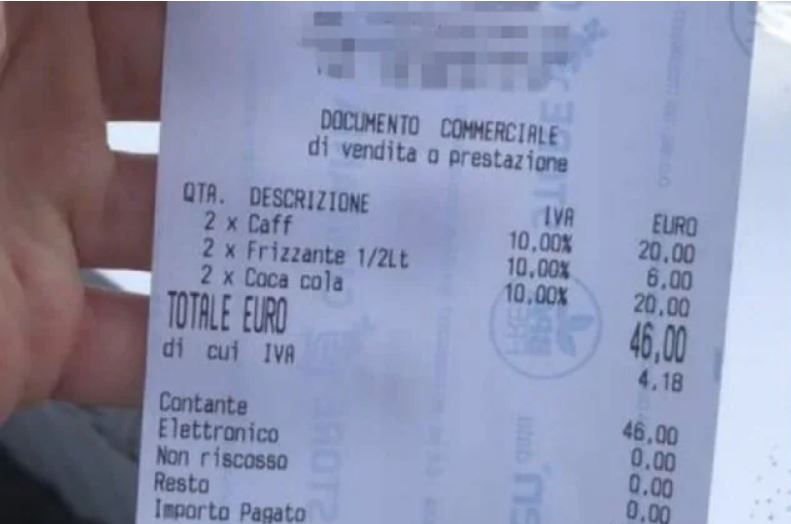 DOCUMENTO COMMERCIALE
di vendita o prestazione
QTA. DESCRIZIONE IVA EURO
2 x Caff 10,00% 20,00
2 x Frizzante 1/2Lt 10,00% 6,00
2 x Coca cola 10,00% 20,00
TOTALE EURO 46,00
di cui IVA 4.18
Contante 46,00
Elettronico 0.00
Non riscosso 0.00
Resto 0.00
Importo Pagato